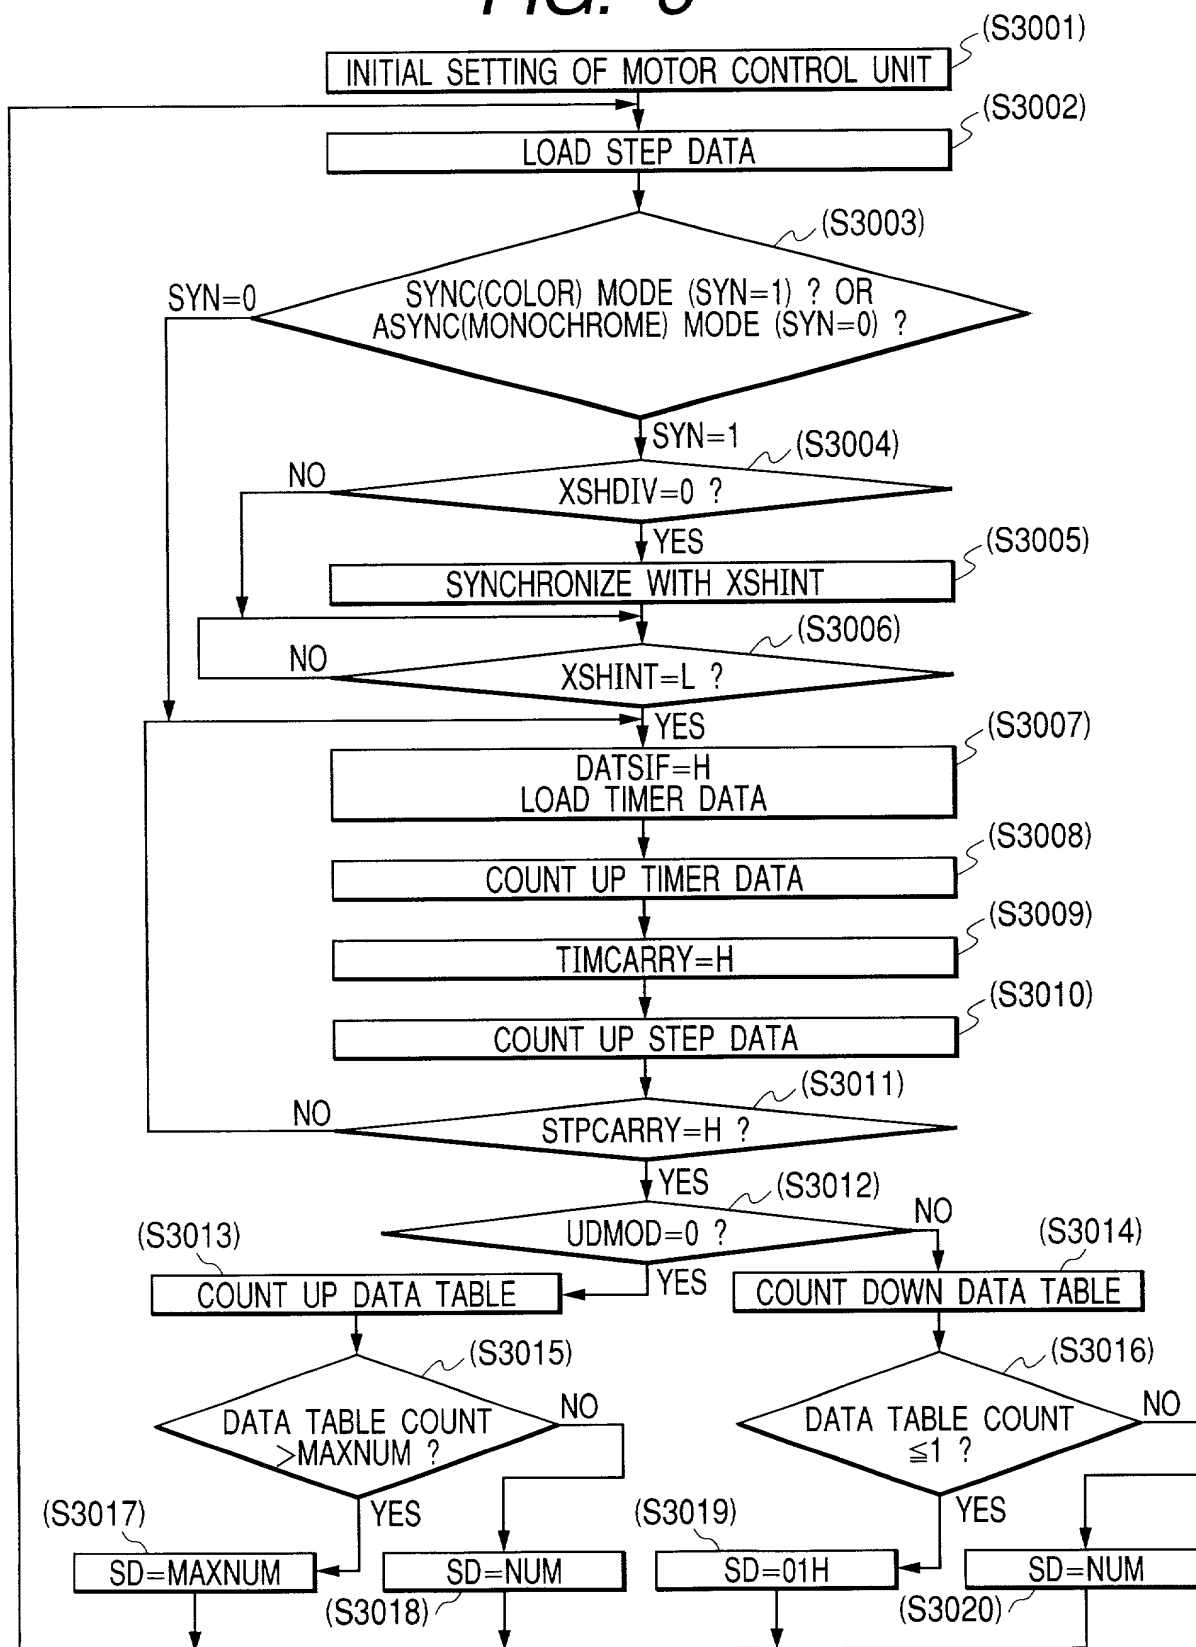 (S3001)
INITIAL SETTING OF MOTOR CONTROL UNIT
(S3002)
LOAD STEP DATA
(S3003)
SYN=0
SYNC(COLOR) MODE (SYN=1) ? OR
ASYNC(MONOCHROME) MODE (SYN=0) ?
SYN=1
(S3004)
NO
XSHDIV=0 ?
YES
(S3005)
SYNCHRONIZE WITH XSHINT
(S3006)
NO
XSHINT=L ?
YES
(S3007)
DATSIF=H
LOAD TIMER DATA
(S3008)
COUNT UP TIMER DATA
(S3009)
TIMCARRY=H
(S3010)
COUNT UP STEP DATA
(S3011)
NO
STPCARRY=H ?
YES
(S3012)
UDMOD=0 ?
NO
(S3013)
YES
(S3014)
COUNT UP DATA TABLE
COUNT DOWN DATA TABLE
(S3015)
(S3016)
DATA TABLE COUNT
>MAXNUM ?
NO
DATA TABLE COUNT
≦1 ?
NO
YES
YES
(S3017)
(S3019)
SD=MAXNUM
SD=NUM
SD=01H
SD=NUM
(S3018)
(S3020)